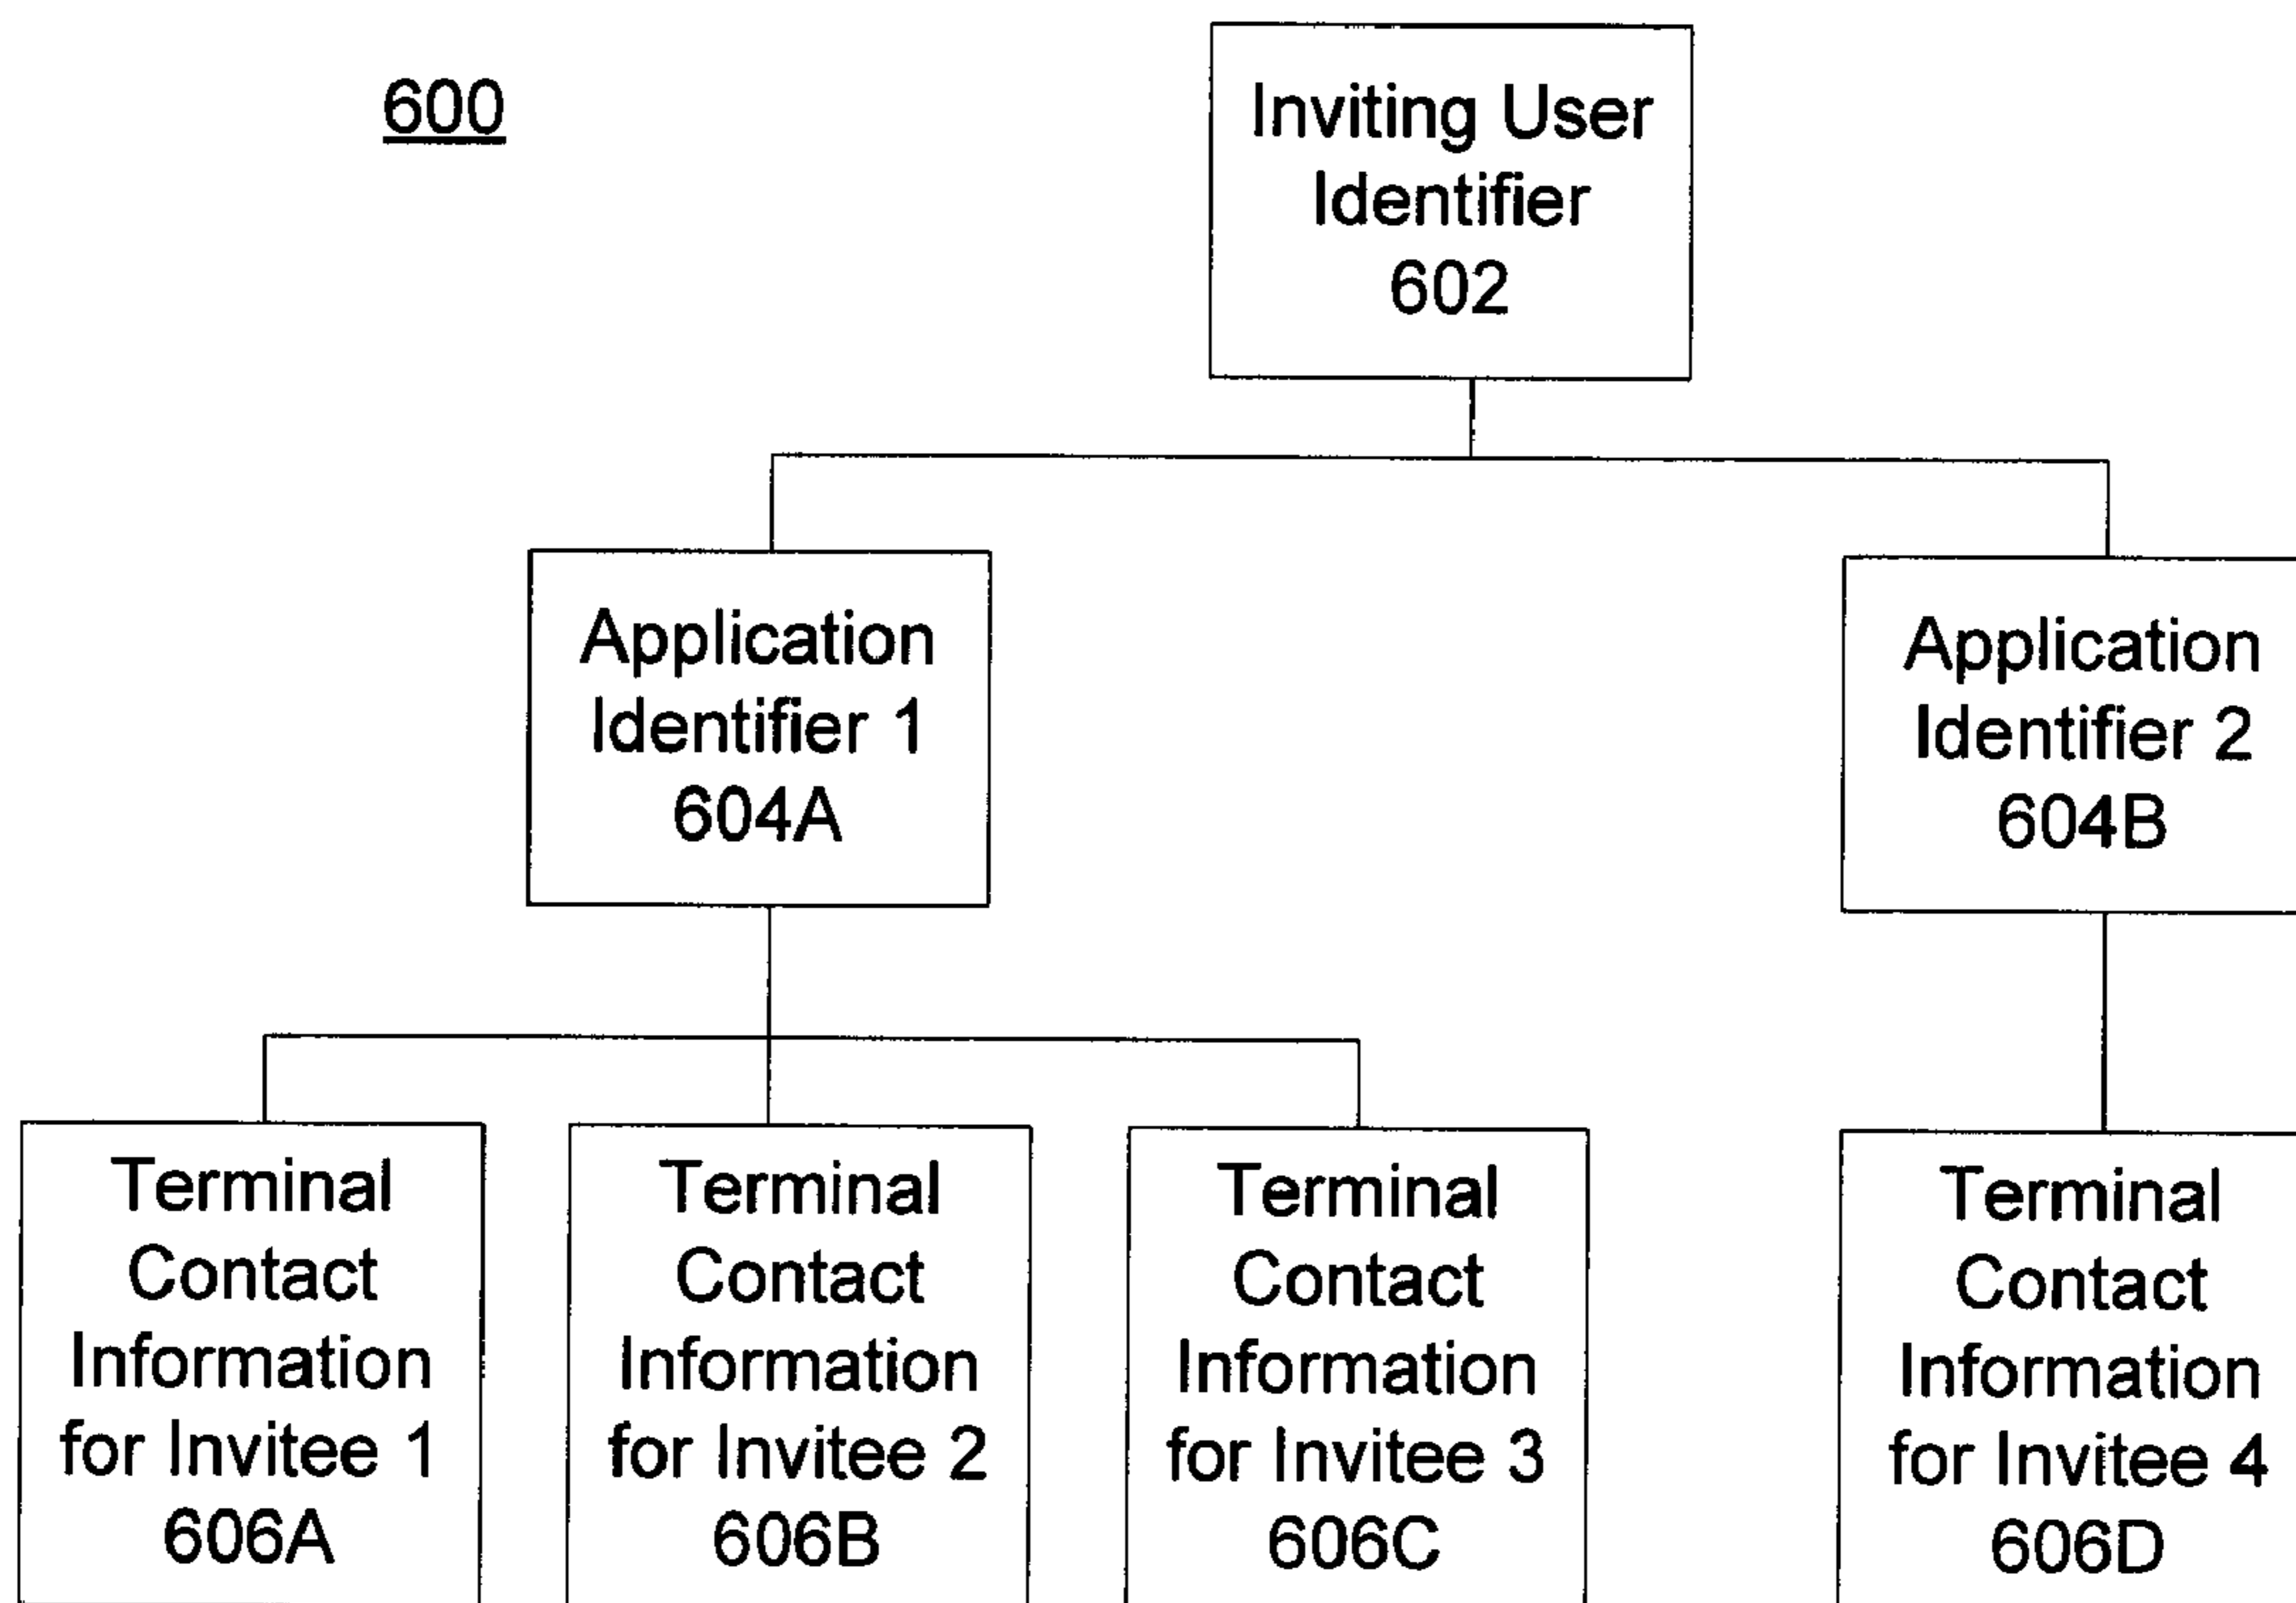 600
Inviting User
Identifier
602
Application
Identifier 1
604A
Application
Identifier 2
604B
Terminal
Contact
Information
for Invitee 1
606A
Terminal
Contact
Information
for Invitee 2
606B
Terminal
Contact
Information
for Invitee 3
606C
Terminal
Contact
Information
for Invitee 4
606D